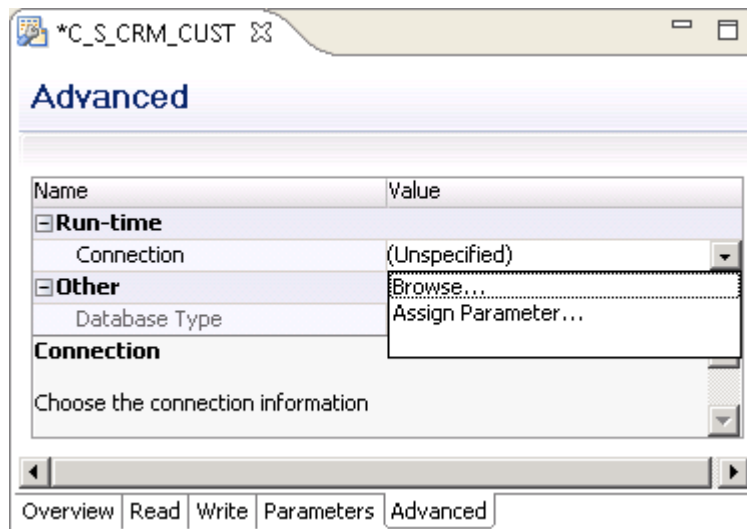 *C_S_CRM_CUST
Advanced
Name Value
Run-time
Connection (Unspecified)
Browse...
Other
Assign Parameter...
Database Type
Connection
Choose the connection information
Overview Read Write Parameters Advanced